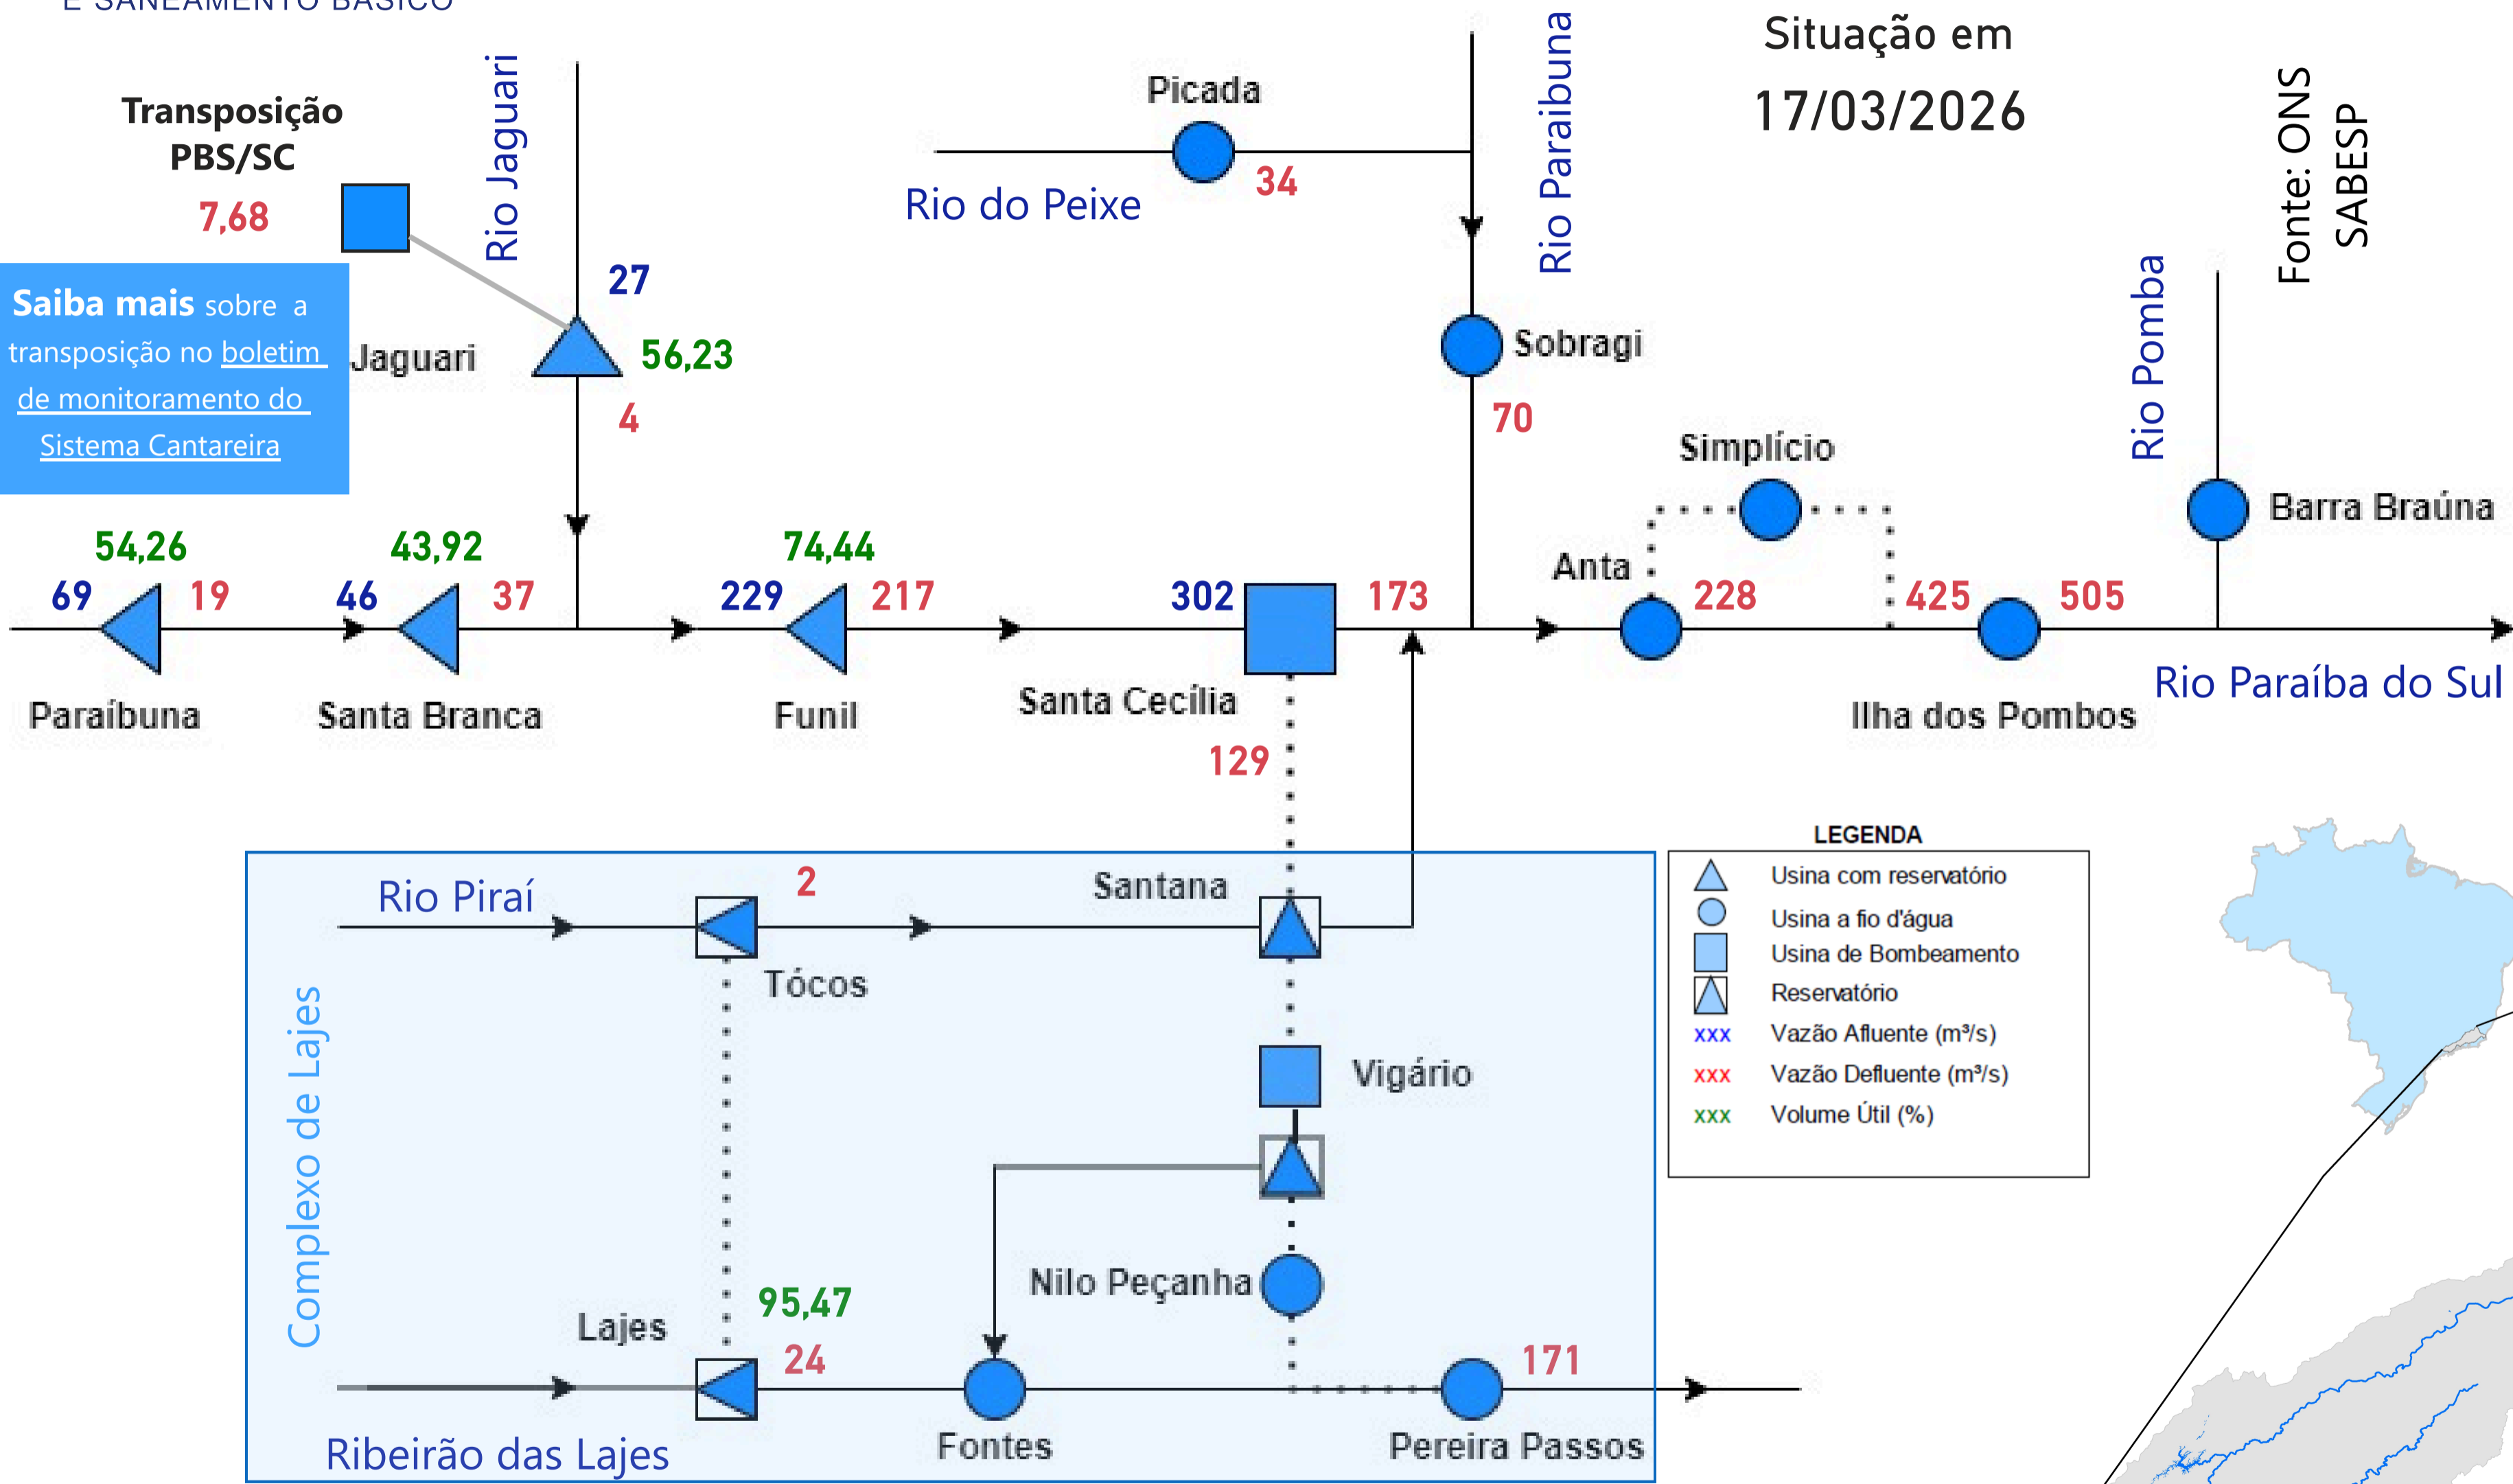 E SANEAMENTO BÁSICO
Situação em
17/03/2026
Fonte: ONS
SABESP
Transposição
PBS/SC
7,68
Rio Jaguari
Picada
34
Rio do Peixe
Rio Paraibuna
Saiba mais sobre a
transposição no boletim
de monitoramento do
Sistema Cantareira
27
Jaguari
56,23
4
Sobragi
70
Rio Pomba
Simplício
Barra Braúna
Anta
54,26
43,92
74,44
69
19
46
37
229
217
302
173
228
425
505
Paraíbuna
Santa Branca
Funil
Santa Cecília
Ilha dos Pombos
Rio Paraíba do Sul
129
Complexo de Lajes
Rio Piraí
2
Santana
Tócos
Vigário
Nilo Peçanha
95,47
Lajes
24
171
Fontes
Pereira Passos
Ribeirão das Lajes
LEGENDA
Usina com reservatório
Usina a fio d'água
Usina de Bombeamento
Reservatório
xxx Vazão Afluente (m³/s)
xxx Vazão Defluente (m³/s)
xxx Volume Útil (%)